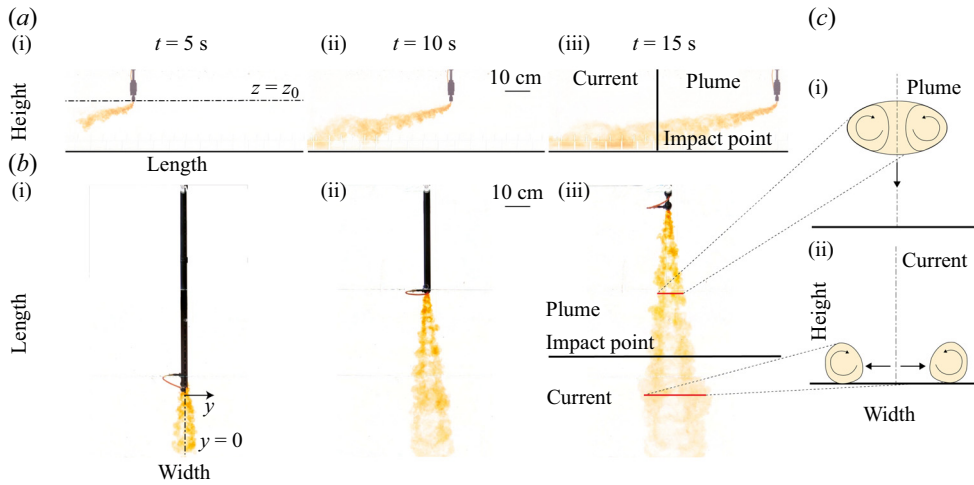 (a)
(i)
t = 5 s
(ii)
t = 10 s
(iii)
t = 15 s
Height
z = z0
10 cm
Current
Plume
Impact point
Length
(b)
(i)
(ii)
10 cm
(iii)
Length
y
y = 0
Width
Plume
Impact point
Current
(c)
(i)
Plume
(ii)
Current
Height
Width